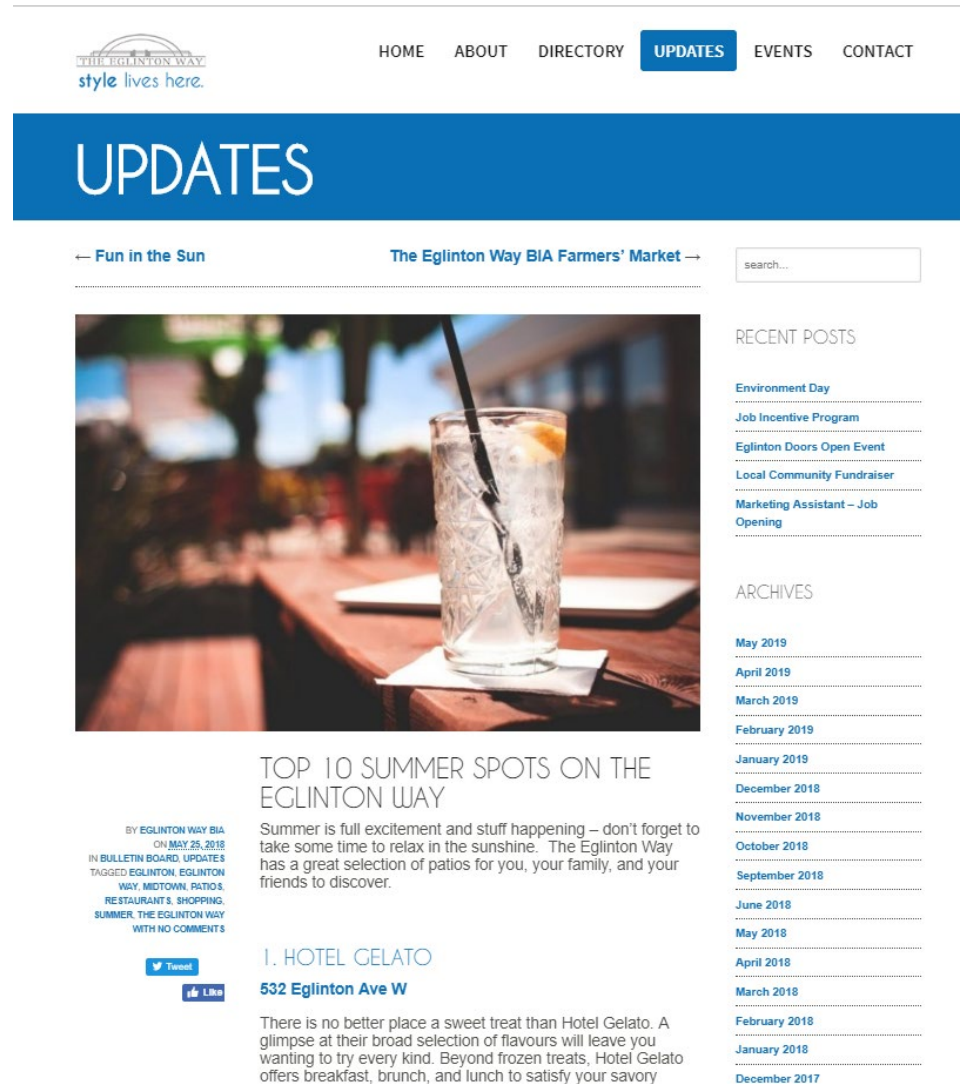 THE EGLINTON WAY
style lives here.
HOME ABOUT DIRECTORY UPDATES EVENTS CONTACT
UPDATES
← Fun in the Sun
The Eglinton Way BIA Farmers' Market →
TOP 10 SUMMER SPOTS ON THE
EGLINTON WAY
BY EGLINTON WAY BIA
ON MAY 25, 2018
IN BULLETIN BOARD, UPDATES
TAGGED EGLINTON, EGLINTON
WAY, MIDTOWN, PATIOS,
RESTAURANTS, SHOPPING,
SUMMER, THE EGLINTON WAY
WITH NO COMMENTS
Tweet
Like
Summer is full excitement and stuff happening – don't forget to
take some time to relax in the sunshine. The Eglinton Way
has a great selection of patios for you, your family, and your
friends to discover.
1. HOTEL GELATO
532 Eglinton Ave W
There is no better place a sweet treat than Hotel Gelato. A
glimpse at their broad selection of flavours will leave you
wanting to try every kind. Beyond frozen treats, Hotel Gelato
offers breakfast, brunch, and lunch to satisfy your savory
search...
RECENT POSTS
Environment Day
Job Incentive Program
Eglinton Doors Open Event
Local Community Fundraiser
Marketing Assistant – Job
Opening
ARCHIVES
May 2019
April 2019
March 2019
February 2019
January 2019
December 2018
November 2018
October 2018
September 2018
June 2018
May 2018
April 2018
March 2018
February 2018
January 2018
December 2017